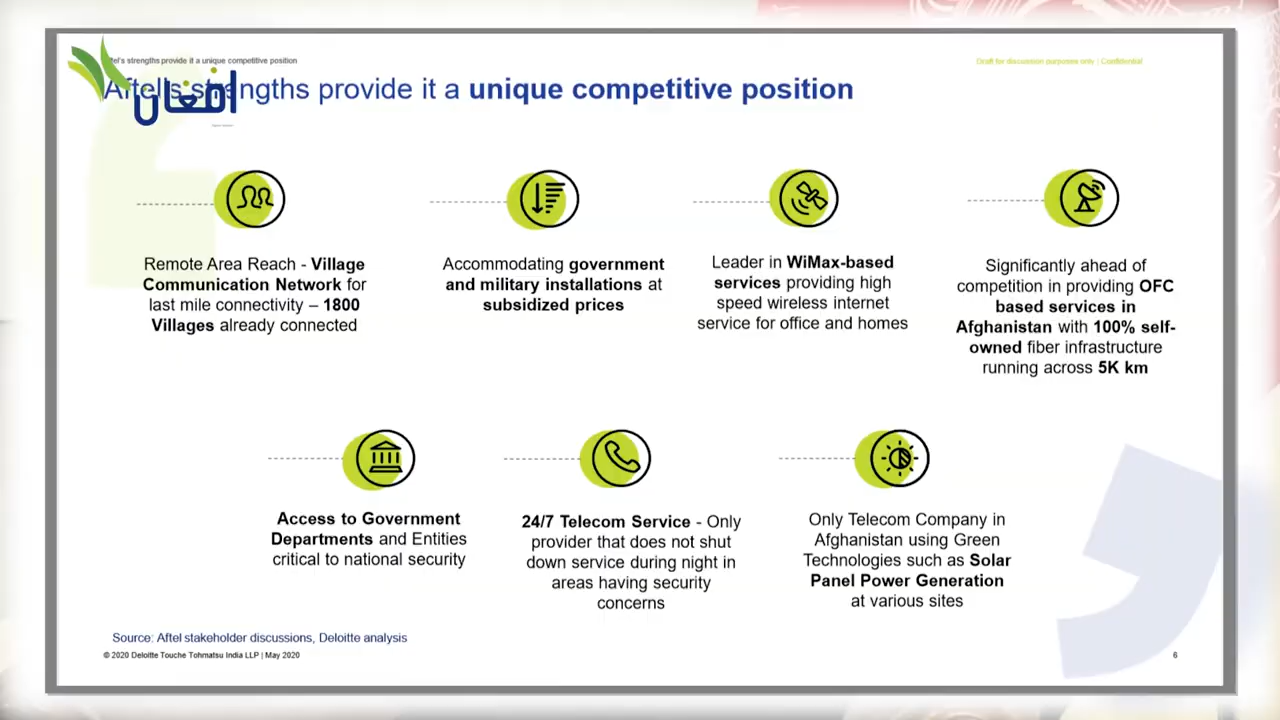 Aftel's strengths provide it a unique competitive position
Draft for discussion purposes only | Confidential
Aftel's strengths provide it a unique competitive position
افغان
Remote Area Reach - Village
Communication Network for
last mile connectivity – 1800
Villages already connected
Accommodating government
and military installations at
subsidized prices
Leader in WiMax-based
services providing high
speed wireless internet
service for office and homes
Significantly ahead of
competition in providing OFC
based services in
Afghanistan with 100% self-
owned fiber infrastructure
running across 5K km
Access to Government
Departments and Entities
critical to national security
24/7 Telecom Service - Only
provider that does not shut
down service during night in
areas having security
concerns
Only Telecom Company in
Afghanistan using Green
Technologies such as Solar
Panel Power Generation
at various sites
Source: Aftel stakeholder discussions, Deloitte analysis
© 2020 Deloitte Touche Tohmatsu India LLP | May 2020
6